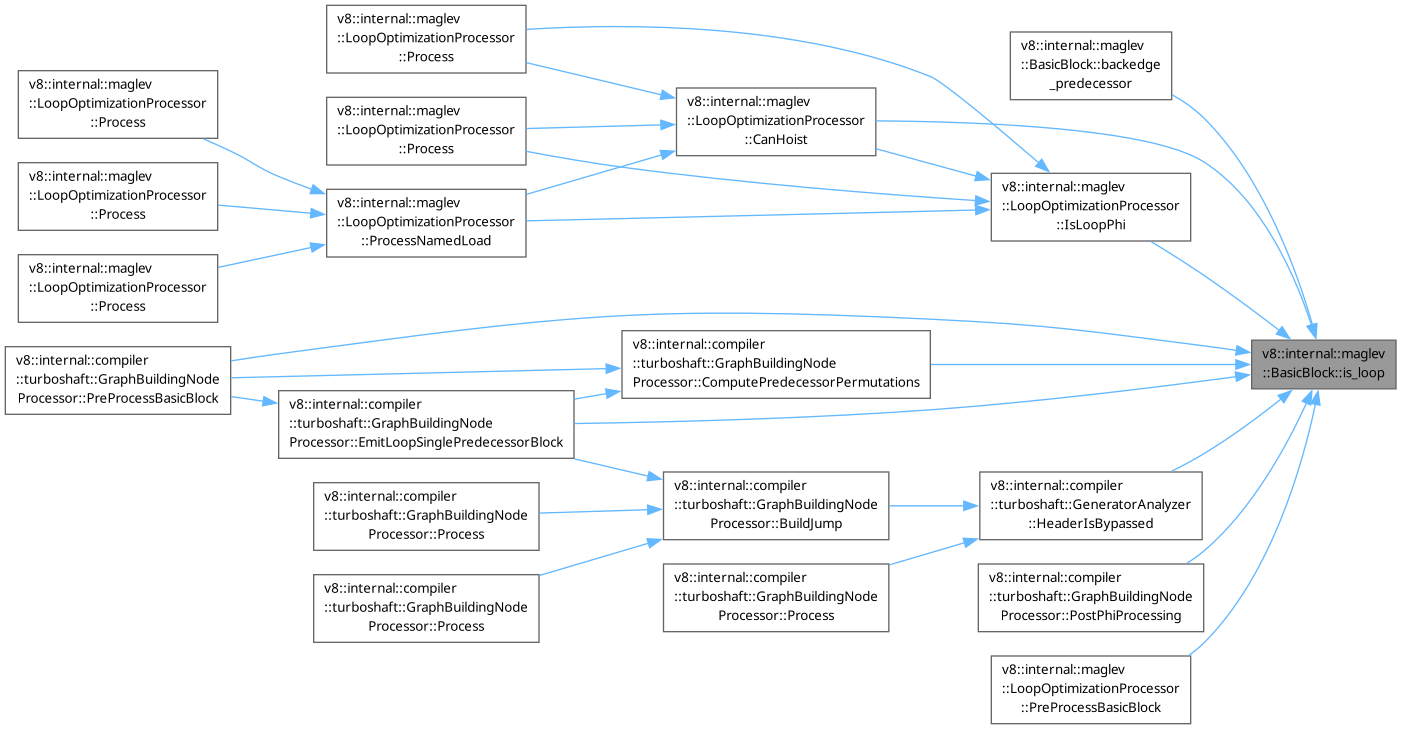 v8::internal::maglev
::LoopOptimizationProcessor
::Process
v8::internal::maglev
::BasicBlock::backedge
_predecessor
v8::internal::maglev
::LoopOptimizationProcessor
::Process
v8::internal::maglev
::LoopOptimizationProcessor
::CanHoist
v8::internal::maglev
::LoopOptimizationProcessor
::Process
v8::internal::maglev
::LoopOptimizationProcessor
::Process
v8::internal::maglev
::LoopOptimizationProcessor
::ProcessNamedLoad
v8::internal::maglev
::LoopOptimizationProcessor
::IsLoopPhi
v8::internal::maglev
::LoopOptimizationProcessor
::Process
v8::internal::compiler
::turboshaft::GraphBuildingNode
Processor::PreProcessBasicBlock
v8::internal::compiler
::turboshaft::GraphBuildingNode
Processor::ComputePredecessorPermutations
v8::internal::maglev
::BasicBlock::is_loop
v8::internal::compiler
::turboshaft::GraphBuildingNode
Processor::EmitLoopSinglePredecessorBlock
v8::internal::compiler
::turboshaft::GraphBuildingNode
Processor::Process
v8::internal::compiler
::turboshaft::GraphBuildingNode
Processor::BuildJump
v8::internal::compiler
::turboshaft::GeneratorAnalyzer
::HeaderIsBypassed
v8::internal::compiler
::turboshaft::GraphBuildingNode
Processor::Process
v8::internal::compiler
::turboshaft::GraphBuildingNode
Processor::Process
v8::internal::compiler
::turboshaft::GraphBuildingNode
Processor::PostPhiProcessing
v8::internal::maglev
::LoopOptimizationProcessor
::PreProcessBasicBlock